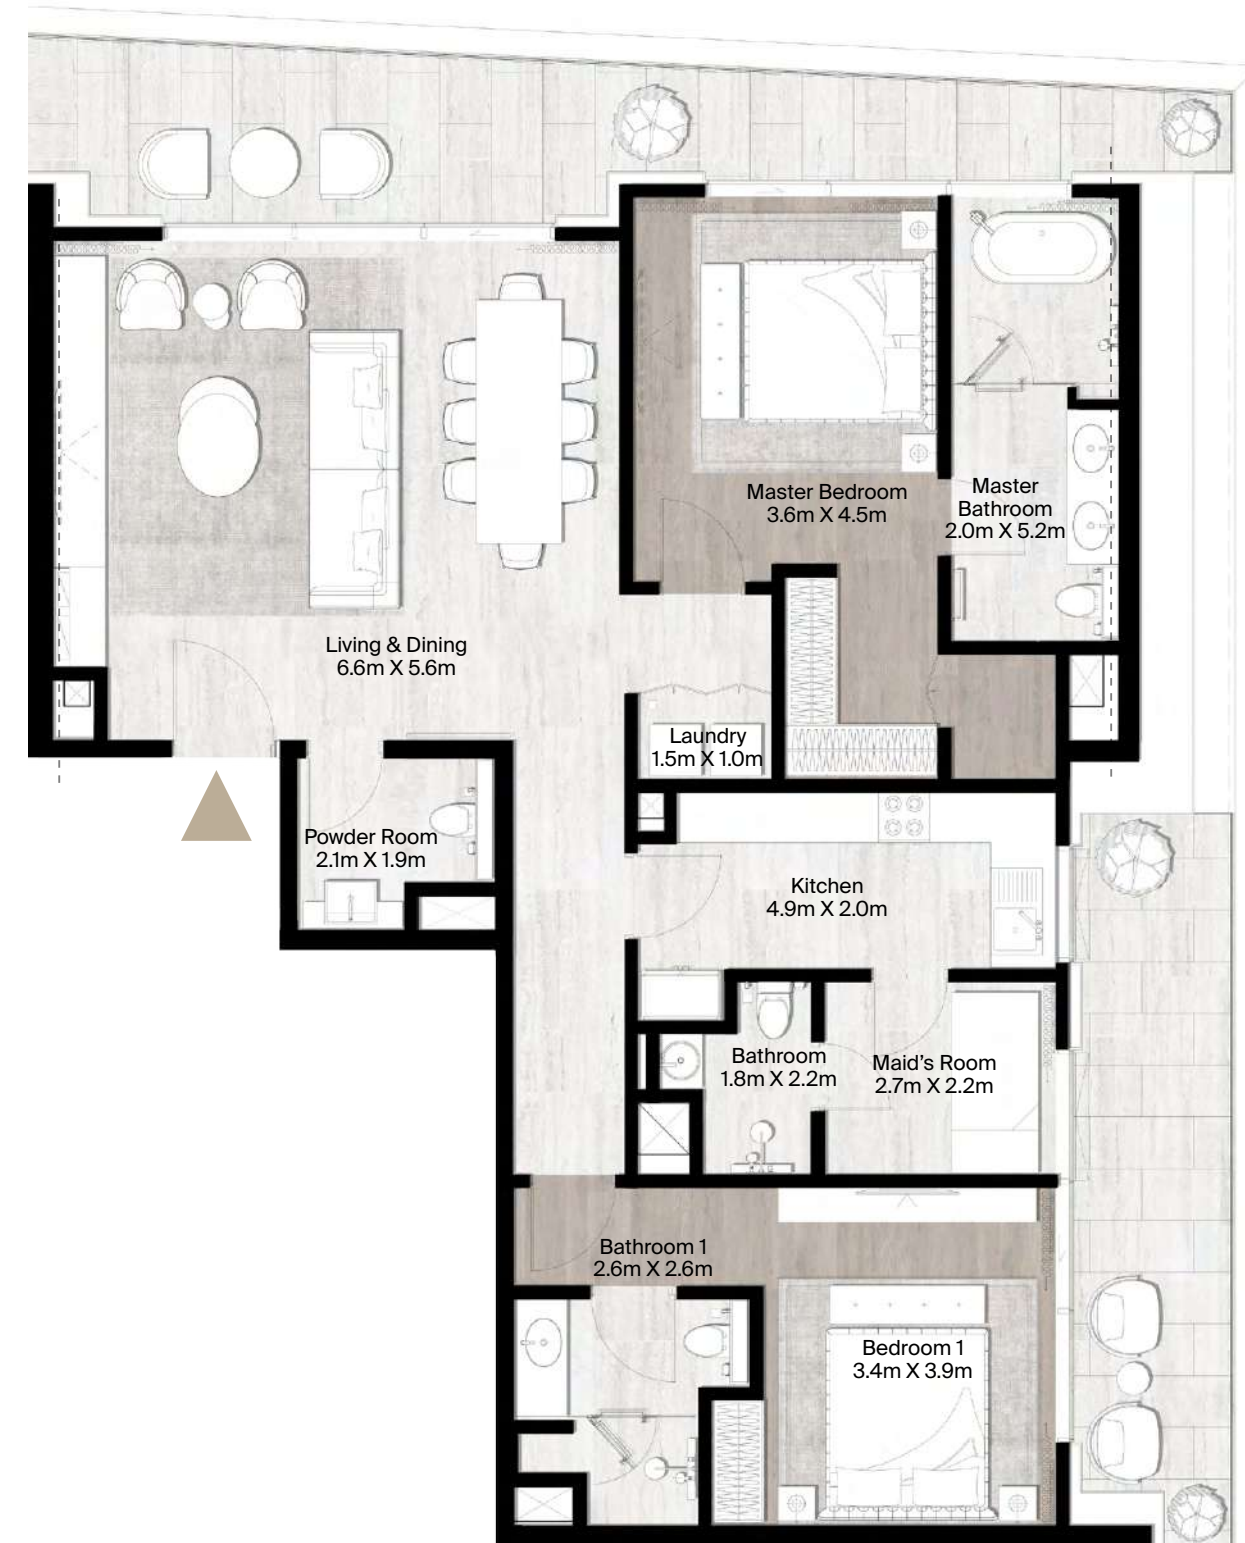 Master Bedroom
3.6m X 4.5m
Master
Bathroom
2.0m X 5.2m
Living & Dining
6.6m X 5.6m
Laundry
1.5m X 1.0m
Powder Room
2.1m X 1.9m
Kitchen
4.9m X 2.0m
Bathroom
1.8m X 2.2m
Maid's Room
2.7m X 2.2m
Bathroom 1
2.6m X 2.6m
Bedroom 1
3.4m X 3.9m